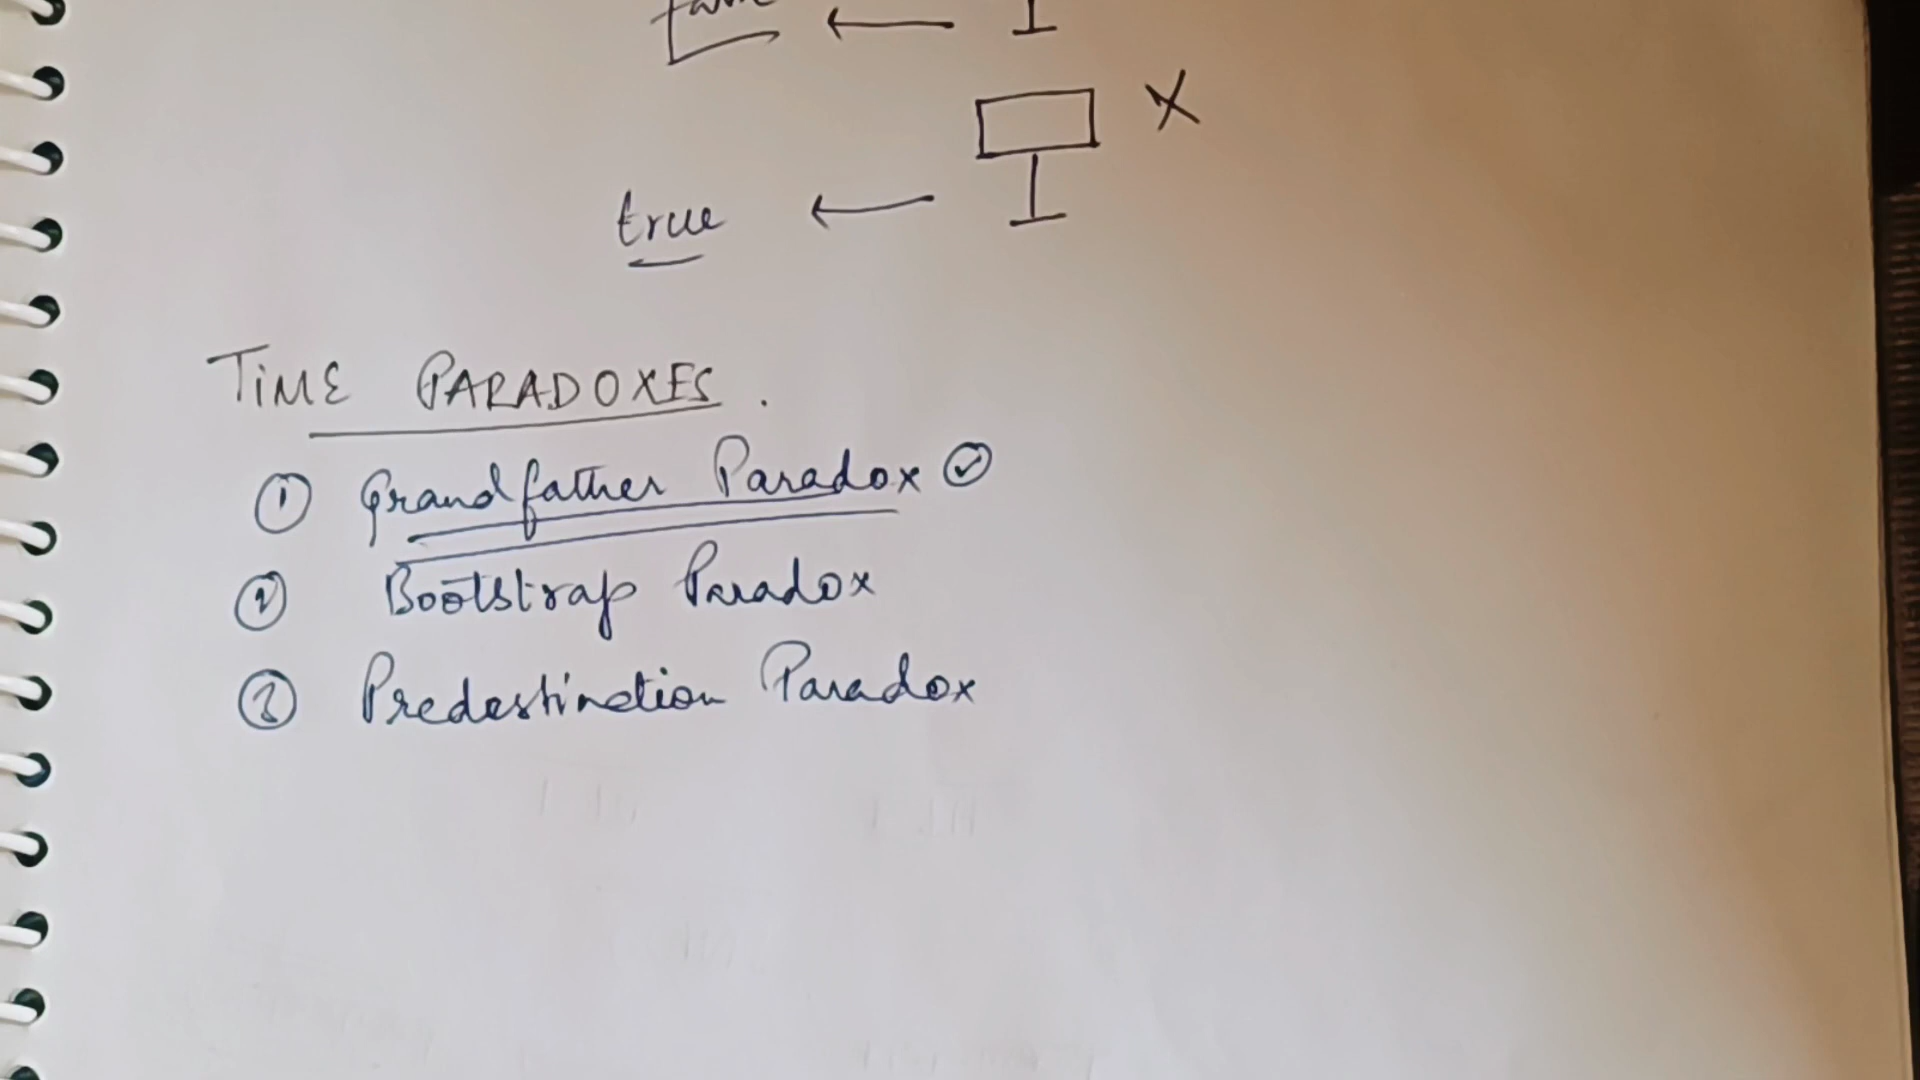 X
true
TIME PARADOXES.
① Grandfather Paradox
② Bootstrap Paradox
③ Predestination Paradox